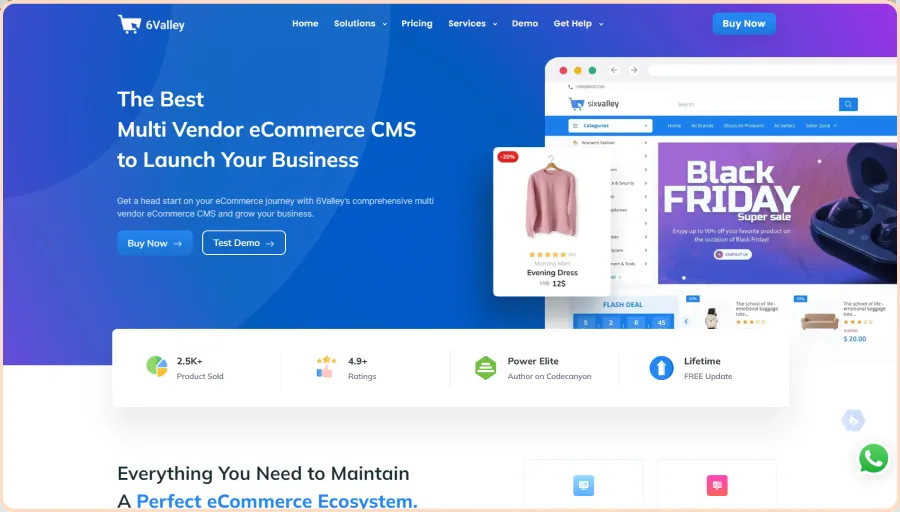 6Valley
Home Solutions Pricing Services Demo Get Help
Buy Now
The Best
Multi Vendor eCommerce CMS
to Launch Your Business
Get a head start on your eCommerce journey with 6Valley's comprehensive multi
vendor eCommerce CMS and grow your business.
Buy Now →
Test Demo →
sixvalley
Search
Categories
Home All Brands Discount Products All Sellers Seller Zone
Women's Fashion
-20%
Morning Mart
Evening Dress
15$ 12$
Black
FRIDAY
Super sale
Enjoy up to 90% off your favorite product on
the occasion of Black Friday!
CONTACT US
FLASH DEAL
5 : 2 : 0 : 45
The school of life -
emotional baggage
tote...
The school of life -
emotional baggage
tote...
$ 20.00
2.5K+
Product Sold
4.9+
Ratings
Power Elite
Author on Codecanyon
Lifetime
FREE Update
Everything You Need to Maintain
A Perfect eCommerce Ecosystem.